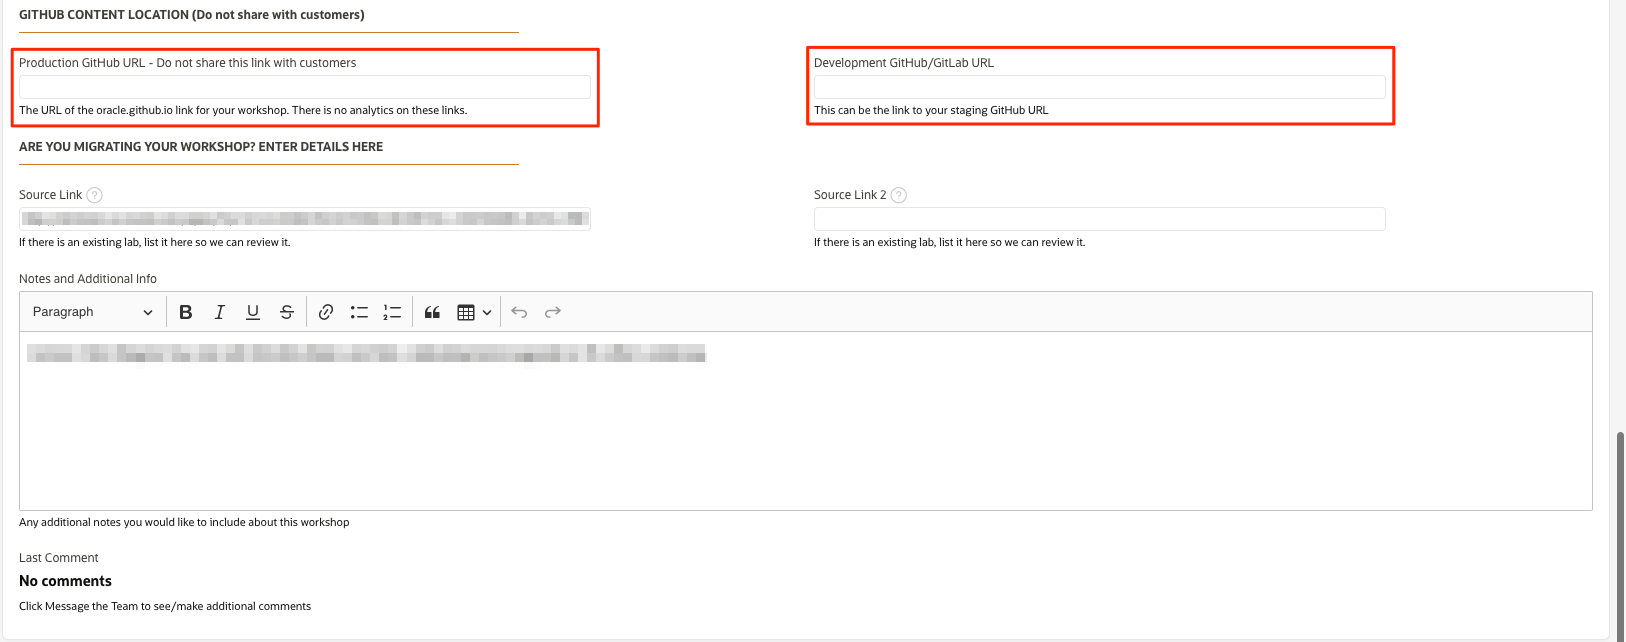 GITHUB CONTENT LOCATION (Do not share with customers)
Production GitHub URL - Do not share this link with customers
Development GitHub/GitLab URL
The URL of the oracle.github.io link for your workshop. There is no analytics on these links.
This can be the link to your staging GitHub URL
ARE YOU MIGRATING YOUR WORKSHOP? ENTER DETAILS HERE
Source Link ?
Source Link 2 ?
If there is an existing lab, list it here so we can review it.
If there is an existing lab, list it here so we can review it.
Notes and Additional Info
Paragraph
Any additional notes you would like to include about this workshop
Last Comment
No comments
Click Message the Team to see/make additional comments